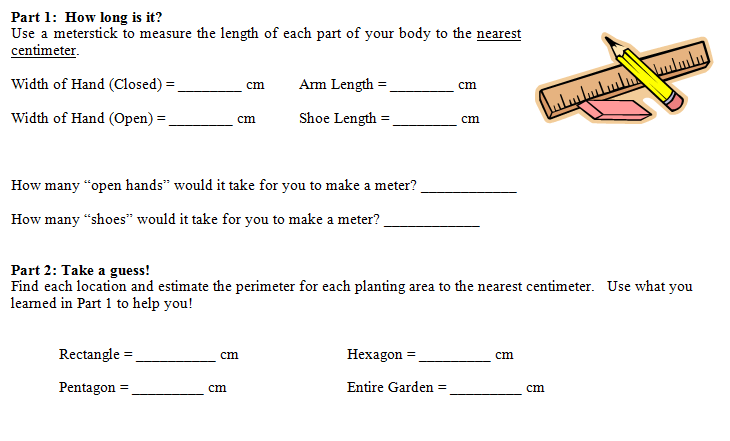 Part 1:  How long is it?
Use a meterstick to measure the length of each part of your body to the nearest
centimeter.
Width of Hand (Closed) = _________ cm Arm Length = _________ cm
Width of Hand (Open) = _________ cm Shoe Length = _________ cm
How many “open hands” would it take for you to make a meter? ____________
How many “shoes” would it take for you to make a meter? ____________
Part 2: Take a guess!
Find each location and estimate the perimeter for each planting area to the nearest centimeter.   Use what you
learned in Part 1 to help you!
Rectangle = __________ cm Hexagon = _________ cm
Pentagon = _________ cm Entire Garden = _________ cm